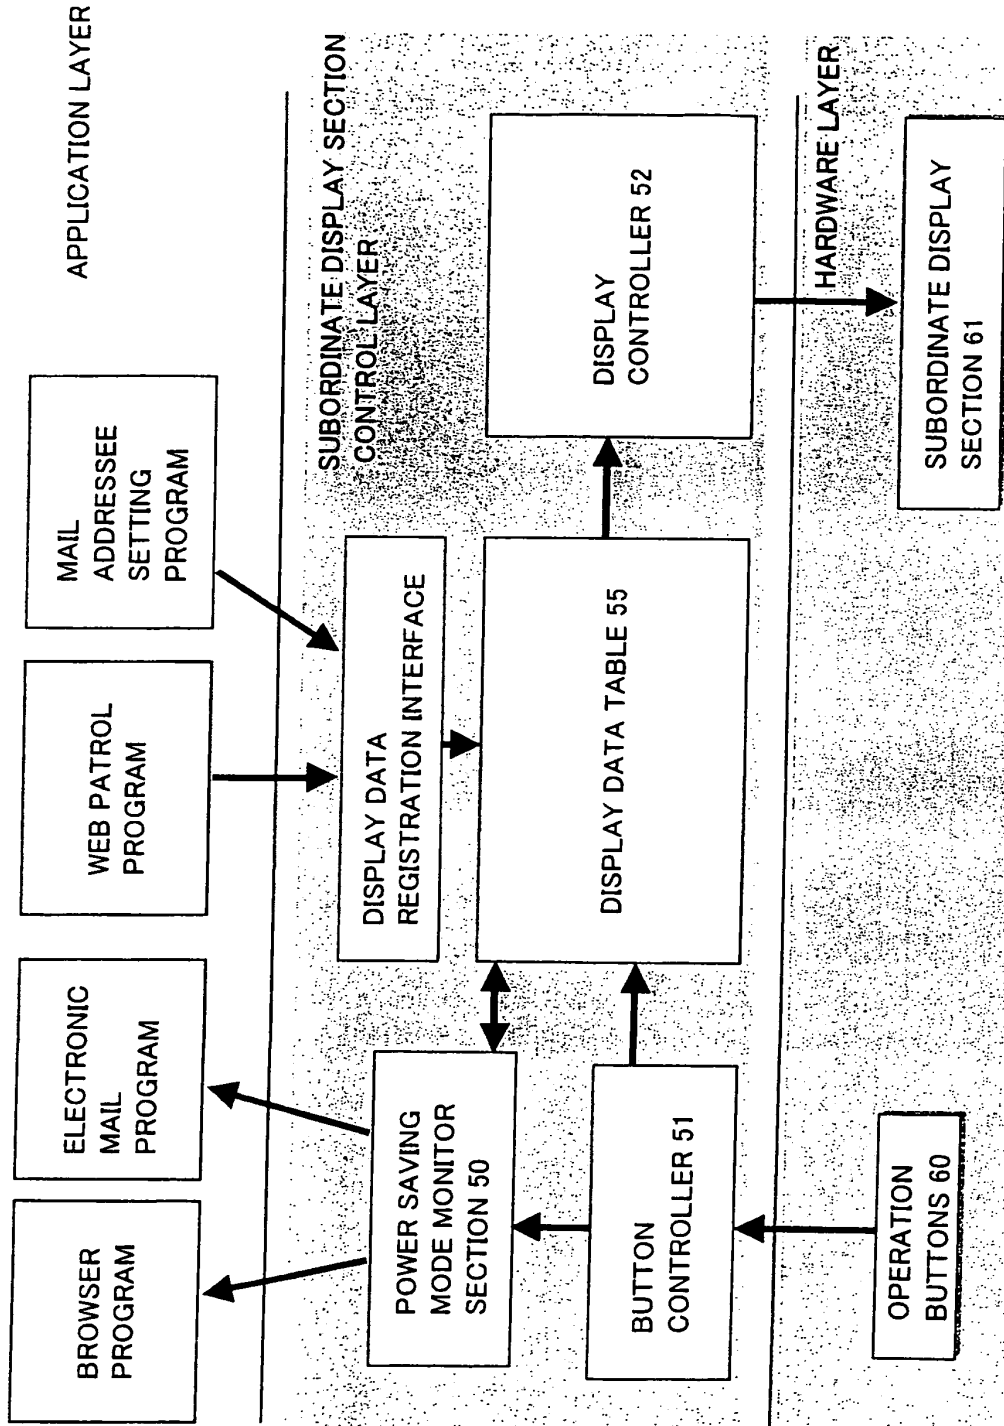 APPLICATION LAYER
BROWSER
PROGRAM
ELECTRONIC
MAIL
PROGRAM
WEB PATROL
PROGRAM
MAIL
ADDRESSEE
SETTING
PROGRAM
SUBORDINATE DISPLAY SECTION
CONTROL LAYER
POWER SAVING
MODE MONITOR
SECTION 50
DISPLAY DATA
REGISTRATION INTERFACE
BUTTON
CONTROLLER 51
DISPLAY DATA TABLE 55
DISPLAY
CONTROLLER 52
HARDWARE LAYER
OPERATION
BUTTONS 60
SUBORDINATE DISPLAY
SECTION 61